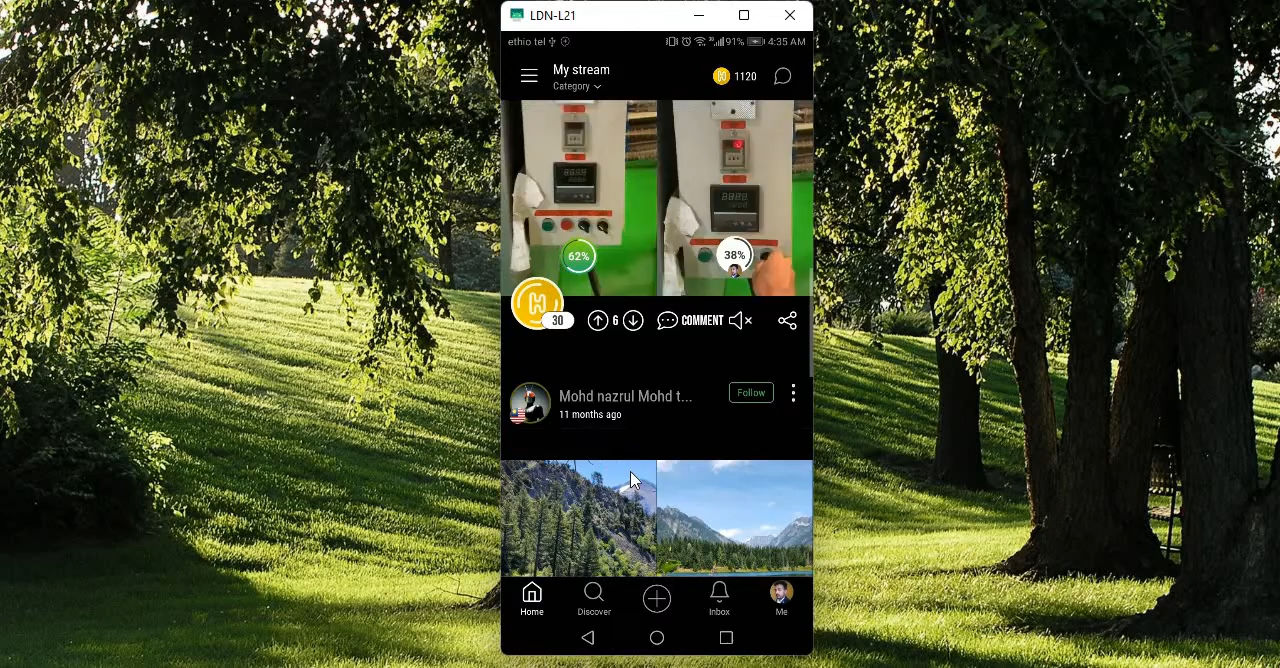 LDN-L21
ethio tel 91% 4:35 AM
My stream
Category
1120
62%
38%
30
6
COMMENT
Mohd nazrul Mohd t...
11 months ago
Follow
Home
Discover
Inbox
Me